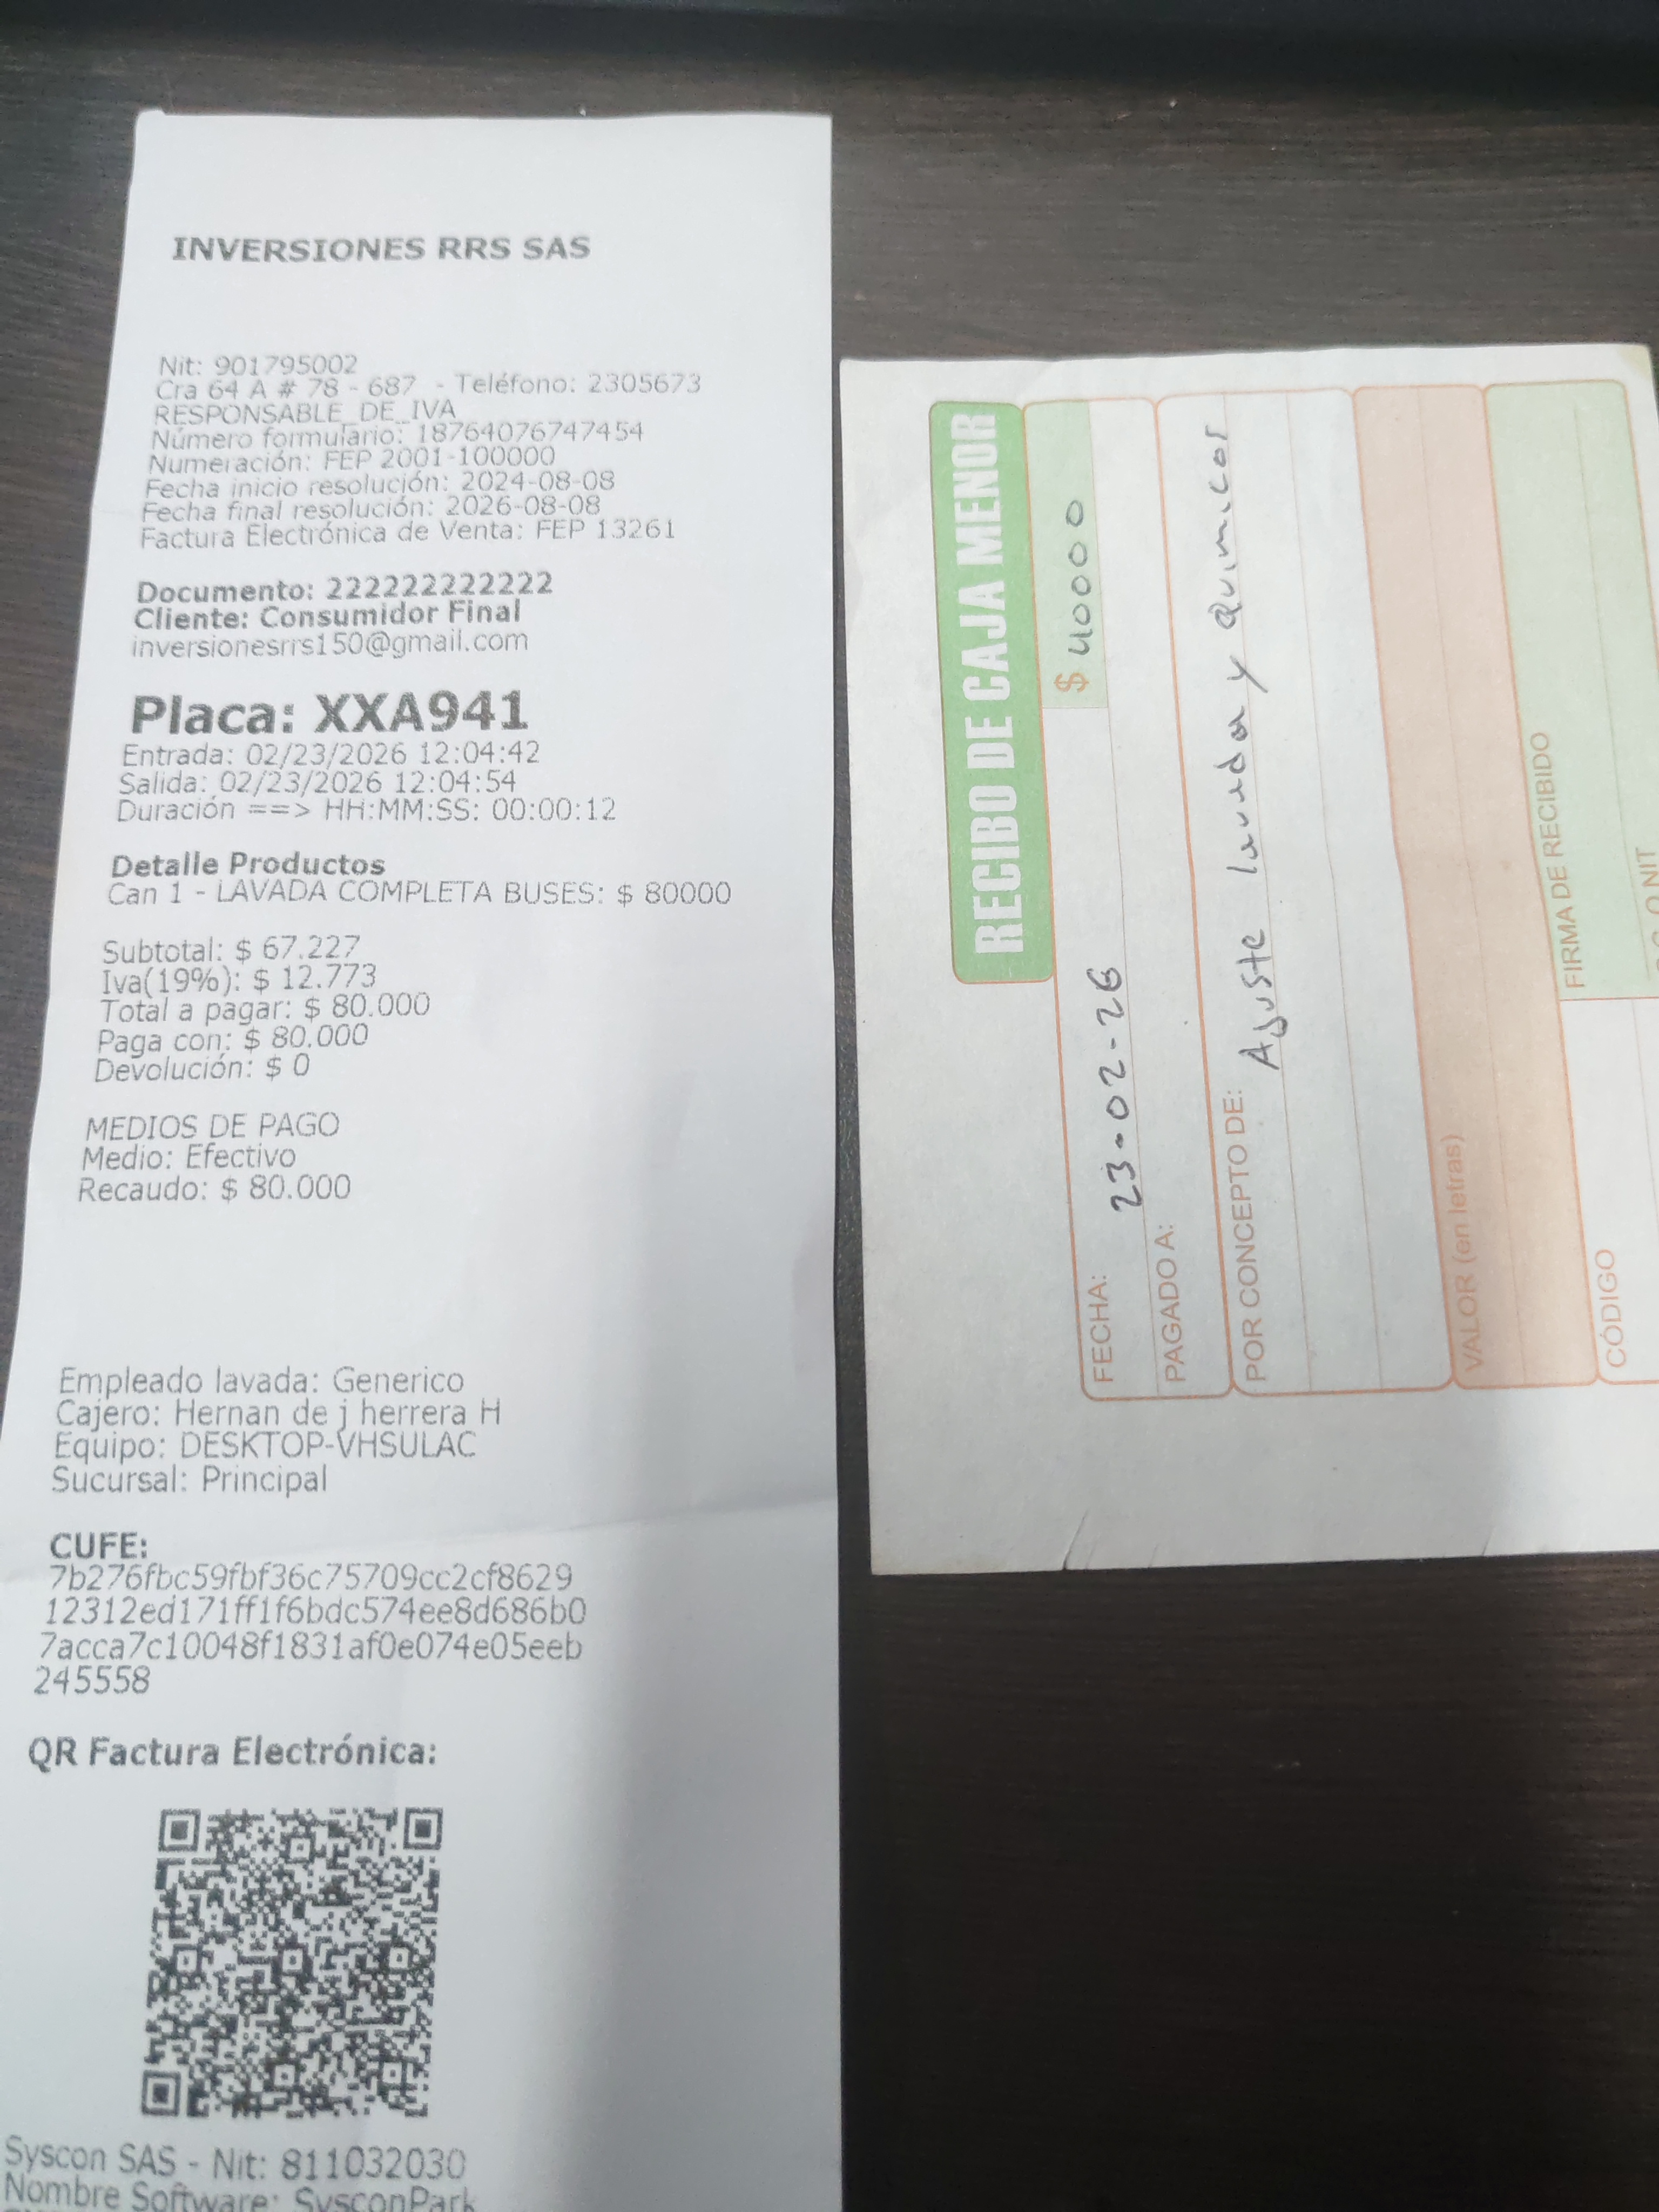 INVERSIONES RRS SAS
Nit: 901795002
Cra 64 A # 78 - 687 - Teléfono: 2305673
RESPONSABLE_DE_IVA
Número formulario: 18764076747454
Numeración: FEP 2001-100000
Fecha inicio resolución: 2024-08-08
Fecha final resolución: 2026-08-08
Factura Electrónica de Venta: FEP 13261
Documento: 222222222222
Cliente: Consumidor Final
inversionesrrs150@gmail.com
Placa: XXA941
Entrada: 02/23/2026 12:04:42
Salida: 02/23/2026 12:04:54
Duración ==> HH:MM:SS: 00:00:12
Detalle Productos
Can 1 - LAVADA COMPLETA BUSES: $ 80000
Subtotal: $ 67.227
Iva(19%): $ 12.773
Total a pagar: $ 80.000
Paga con: $ 80.000
Devolución: $ 0
MEDIOS DE PAGO
Medio: Efectivo
Recaudo: $ 80.000
Empleado lavada: Generico
Cajero: Hernan de j herrera H
Equipo: DESKTOP-VHSULAC
Sucursal: Principal
CUFE:
7b276fbc59fbf36c75709cc2cf8629
12312ed171ff1f6bdc574ee8d686b0
7acca7c10048f1831af0e074e05eeb
245558
QR Factura Electrónica:
Syscon SAS - Nit: 811032030
Nombre Software: SysconPark
RECIBO DE CAJA MENOR
FECHA: 23-02-26 $ 40000
PAGADO A:
POR CONCEPTO DE: Ajuste lavada y quimicos
VALOR (en letras)
CÓDIGO
FIRMA DE RECIBIDO
O NIT